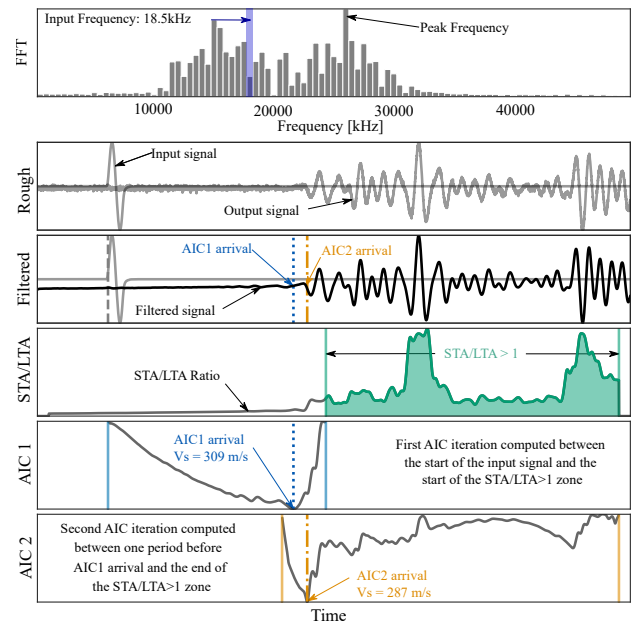 FFT
Input Frequency: 18.5kHz
Peak Frequency
10000
20000
30000
40000
Frequency [kHz]
Rough
Input signal
Output signal
Filtered
AIC1 arrival
AIC2 arrival
Filtered signal
STA/LTA
STA/LTA > 1
STA/LTA Ratio
AIC 1
AIC1 arrival
Vs = 309 m/s
First AIC iteration computed between
the start of the input signal and the
start of the STA/LTA>1 zone
AIC 2
Second AIC iteration computed
between one period before
AIC1 arrival and the end of
the STA/LTA>1 zone
AIC2 arrival
Vs = 287 m/s
Time